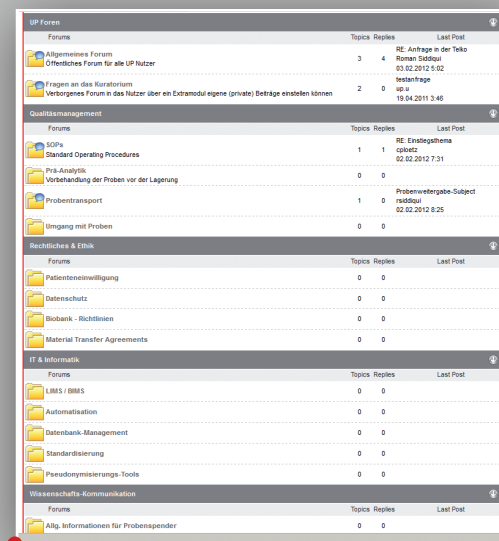 UP Foren
Forums Topics Replies Last Post
Allgemeines Forum
Öffentliches Forum für alle UP Nutzer
3 4
RE: Anfrage in der Telko
Roman Siddiqui
03.02.2012 5:02
Fragen an das Kuratorium
Verborgenes Forum in das Nutzer über ein Extramodul eigene (private) Beiträge einstellen können
2 0
testanfrage
up.u
19.04.2011 3:46
Qualitäsmanagement
Forums Topics Replies Last Post
SOPs
Standard Operating Procedures
1 1
RE: Einstiegsthema
cploetz
02.02.2012 7:31
Prä-Analytik
Vorbehandlung der Proben vor der Lagerung
0 0
Probentransport
1 0
Probenweitergabe-Subject
rsiddiqui
02.02.2012 8:25
Umgang mit Proben 0 0
Rechtliches & Ethik
Forums Topics Replies Last Post
Patienteneinwilligung 0 0
Datenschutz 0 0
Biobank - Richtlinien 0 0
Material Transfer Agreements 0 0
IT & Informatik
Forums Topics Replies Last Post
LIMS / BIMS 0 0
Automatisation 0 0
Datenbank-Management 0 0
Standardisierung 0 0
Pseudonymisierungs-Tools 0 0
Wissenschafts-Kommunikation
Forums Topics Replies Last Post
Allg. Informationen für Probenspender 0 0